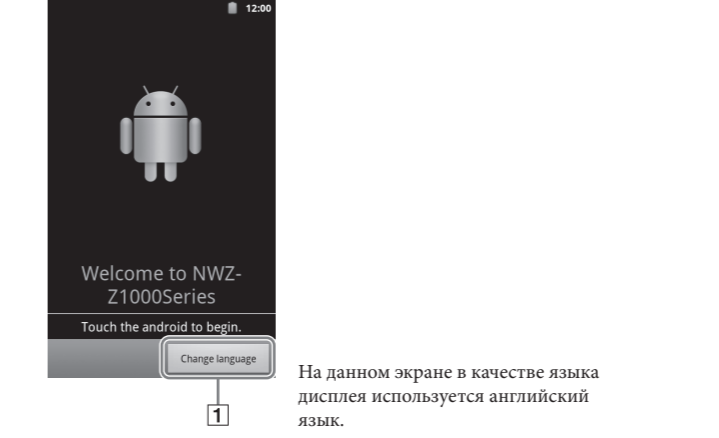 12:00
Welcome to NWZ-
Z1000Series
Touch the android to begin.
Change language
1
На данном экране в качестве языка
дисплея используется английский
язык.